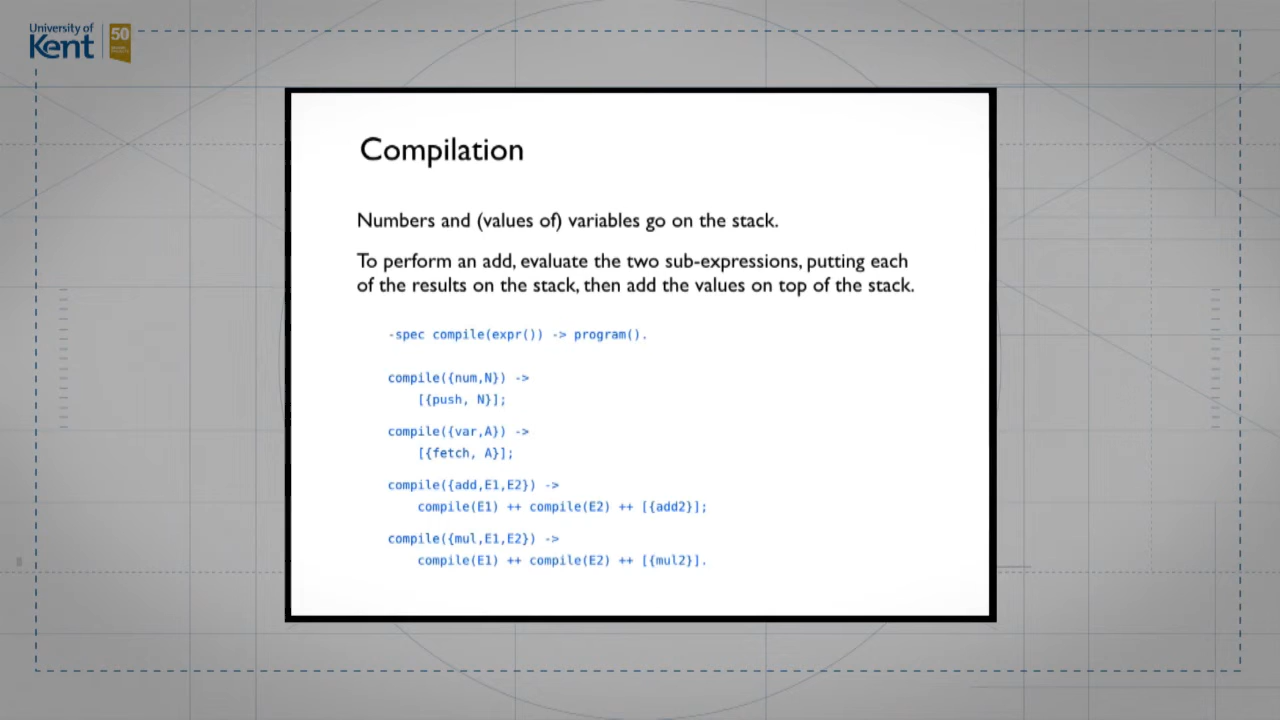 University of
Kent
50
Compilation
Numbers and (values of) variables go on the stack.
To perform an add, evaluate the two sub-expressions, putting each
of the results on the stack, then add the values on top of the stack.
-spec compile(expr()) -> program().
compile({num,N}) ->
[{push, N}];
compile({var,A}) ->
[{fetch, A}];
compile({add,E1,E2}) ->
compile(E1) ++ compile(E2) ++ [{add2}];
compile({mul,E1,E2}) ->
compile(E1) ++ compile(E2) ++ [{mul2}].